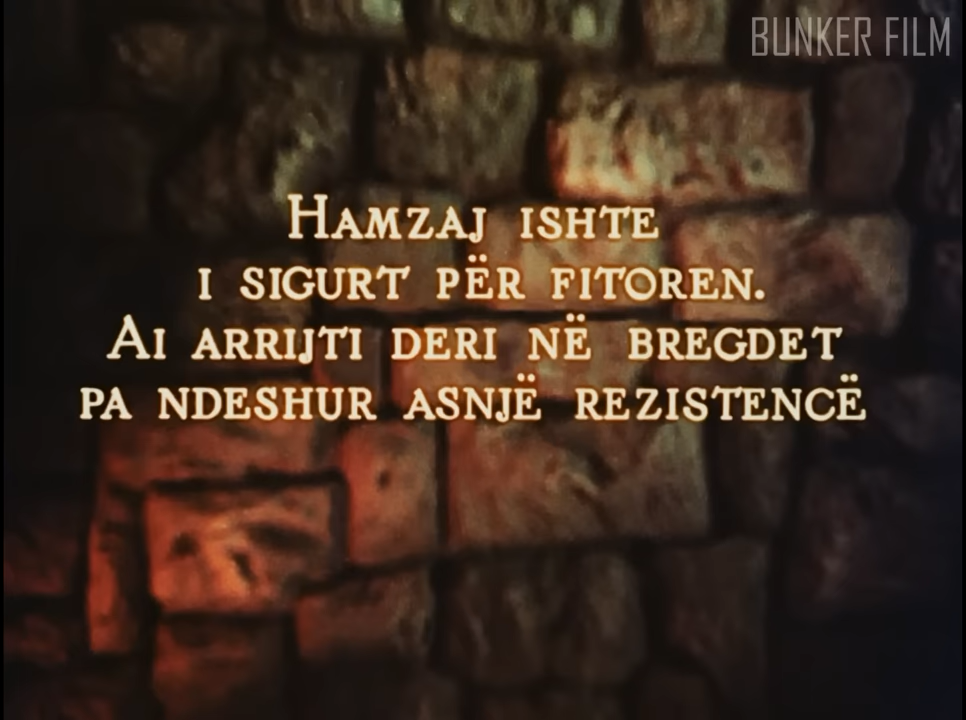 BUNKER FILM
HAMZAJ ISHTE
I SIGURT PËR FITOREN.
AI ARRIJTI DERI NË BREGDET
PA NDESHUR ASNJË REZISTENCË